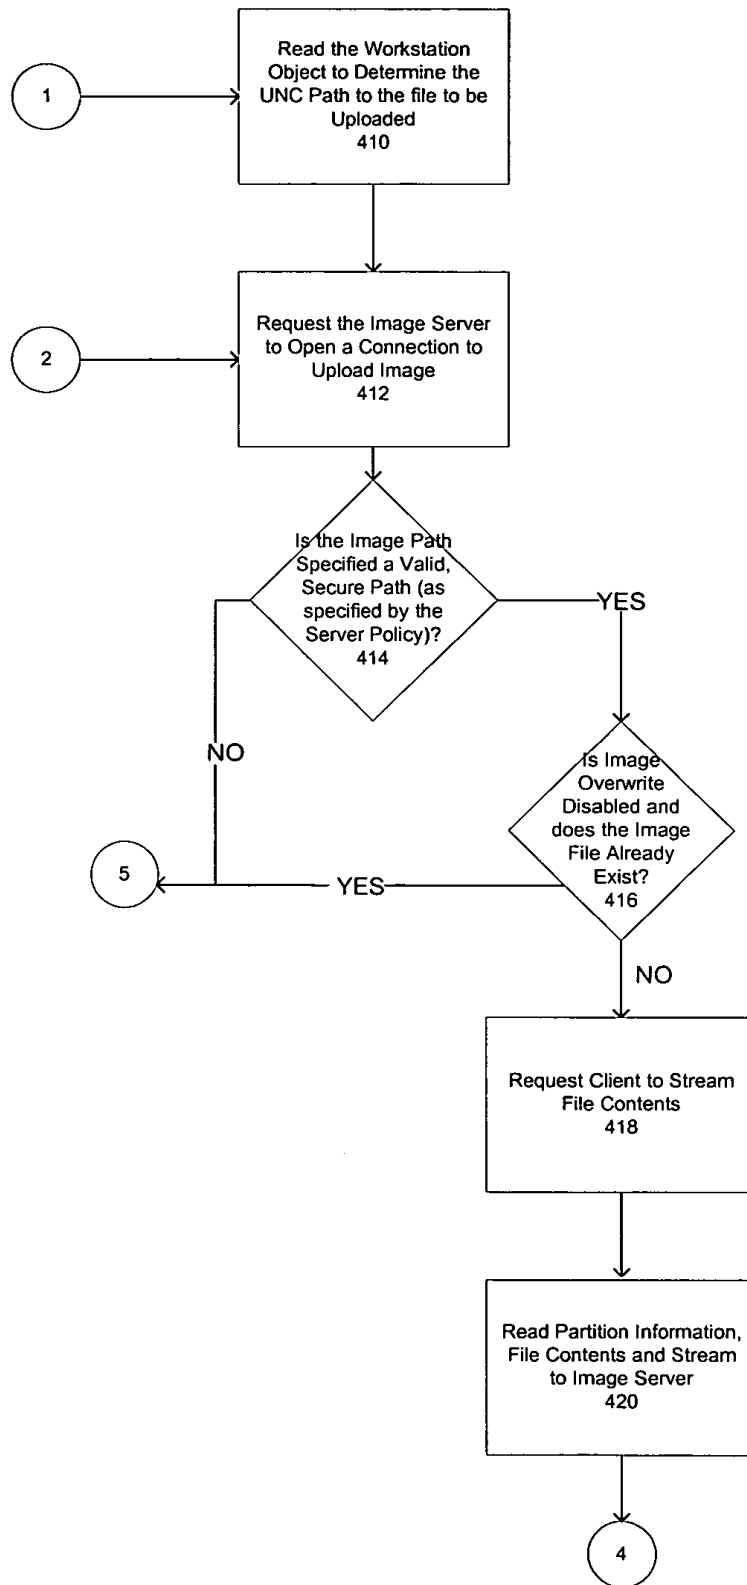 Read the Workstation
Object to Determine the
UNC Path to the file to be
Uploaded
410
1
Request the Image Server
to Open a Connection to
Upload Image
412
2
Is the Image Path
Specified a Valid,
Secure Path (as
specified by the
Server Policy)?
414
YES
NO
Is Image
Overwrite
Disabled and
does the Image
File Already
Exist?
416
5
YES
NO
Request Client to Stream
File Contents
418
Read Partition Information,
File Contents and Stream
to Image Server
420
4